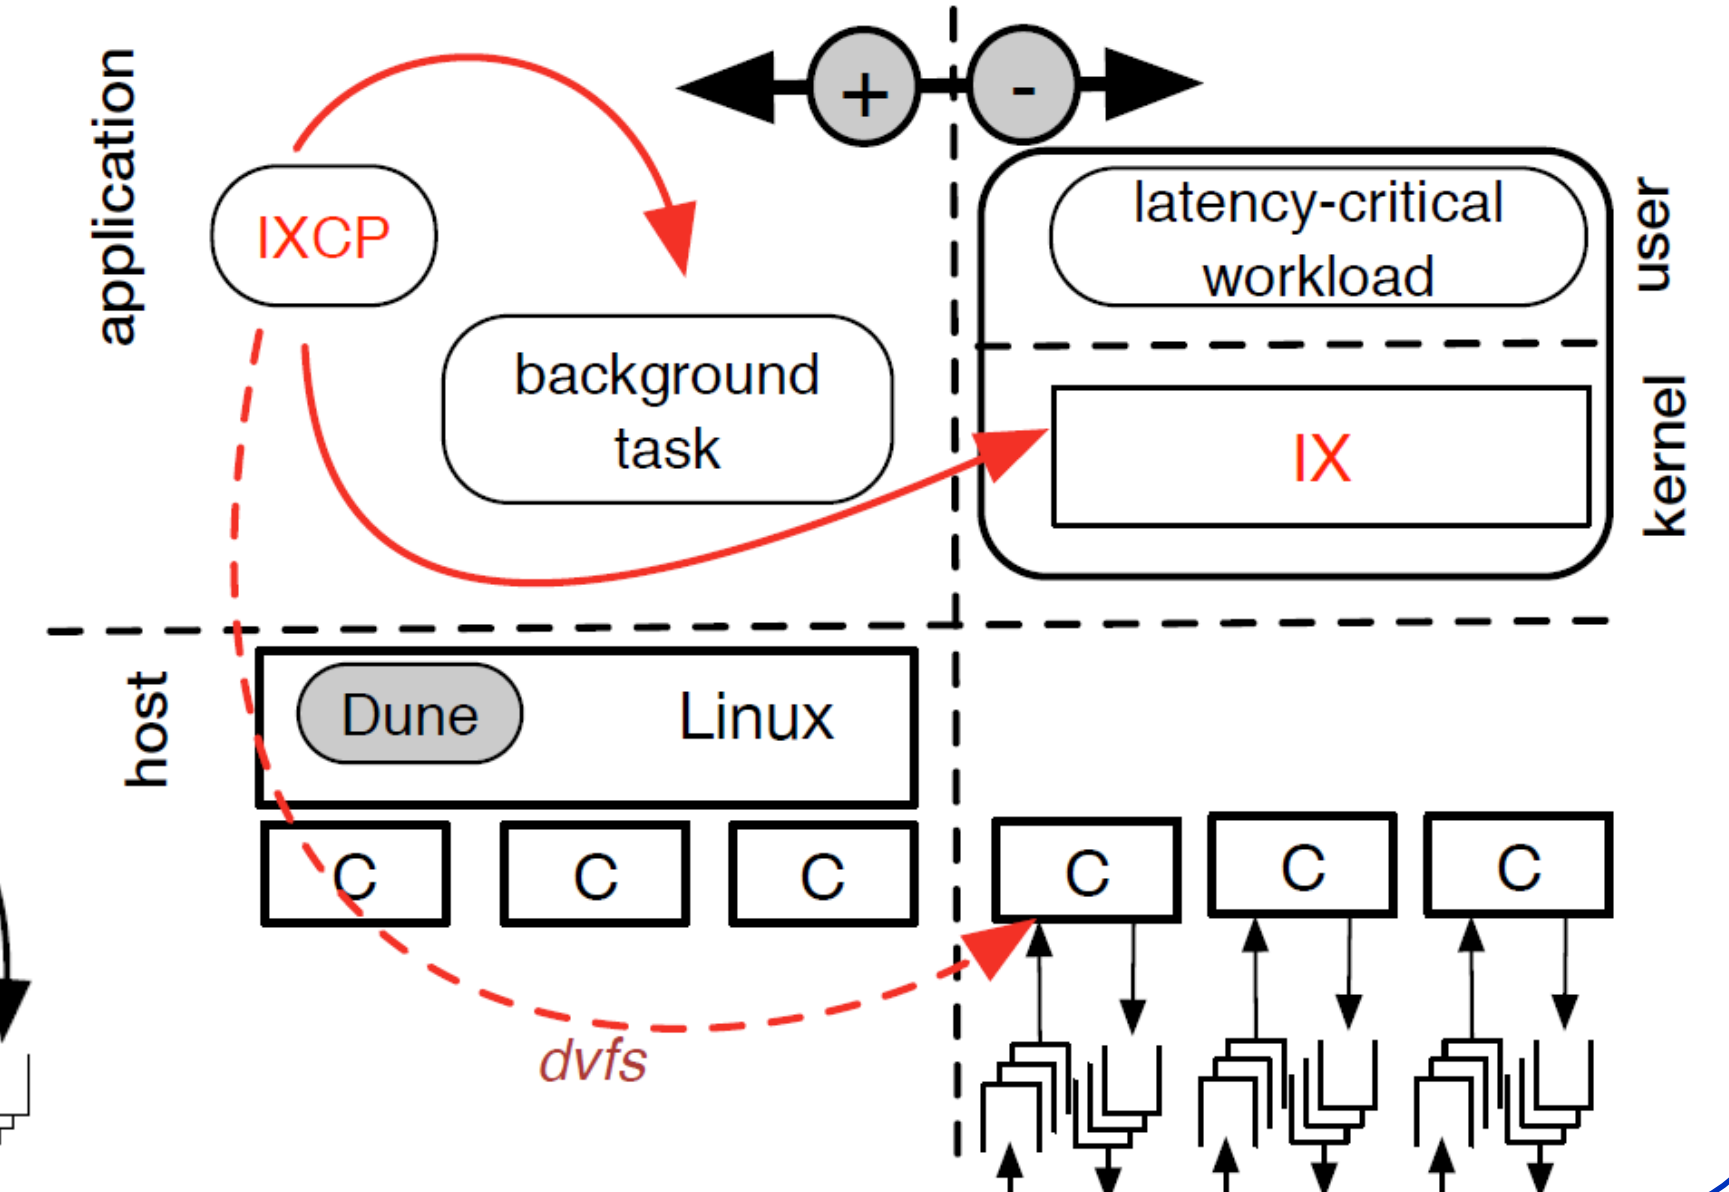 application
+
-
IXCP
latency-critical
workload
user
background
task
IX
kernel
host
Dune
Linux
C
C
C
C
C
C
dvfs